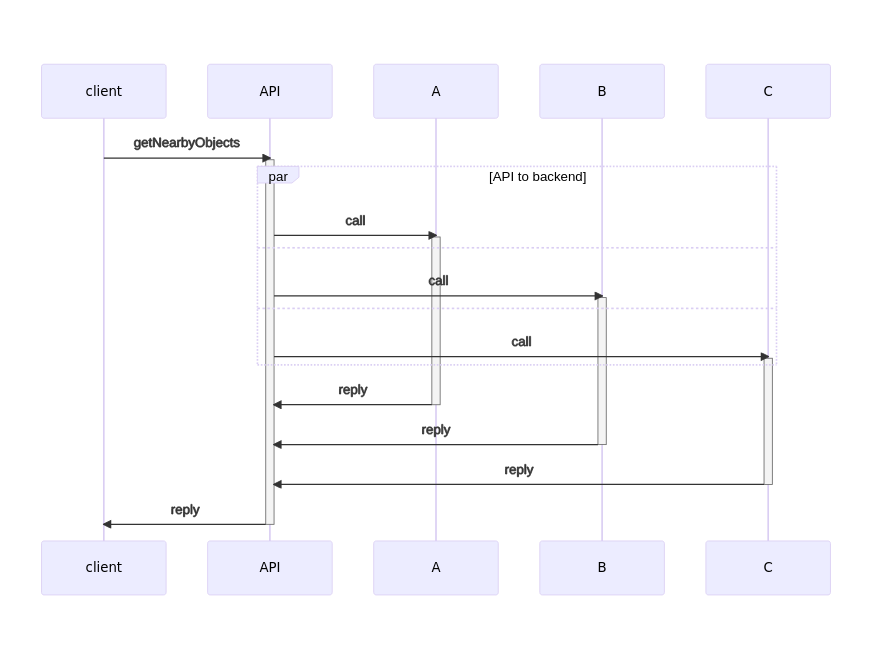 client
API
A
B
C
getNearbyObjects
par
[API to backend]
call
call
call
reply
reply
reply
reply
client
API
A
B
C